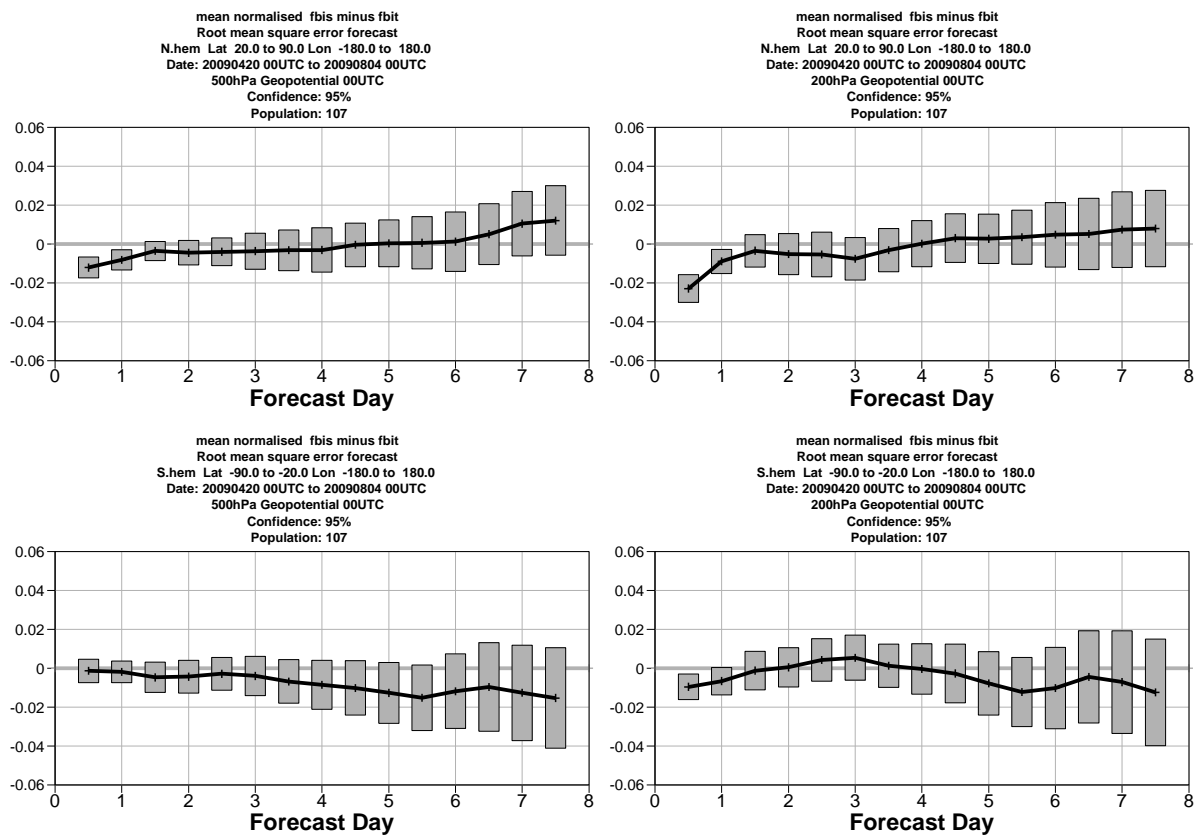 mean normalised fbis minus fbit
Root mean square error forecast
N.hem Lat 20.0 to 90.0 Lon -180.0 to 180.0
Date: 20090420 00UTC to 20090804 00UTC
500hPa Geopotential 00UTC
Confidence: 95%
Population: 107
0.06
0.04
0.02
0
-0.02
-0.04
-0.06
0 1 2 3 4 5 6 7 8
Forecast Day
mean normalised fbis minus fbit
Root mean square error forecast
N.hem Lat 20.0 to 90.0 Lon -180.0 to 180.0
Date: 20090420 00UTC to 20090804 00UTC
200hPa Geopotential 00UTC
Confidence: 95%
Population: 107
0.06
0.04
0.02
0
-0.02
-0.04
-0.06
0 1 2 3 4 5 6 7 8
Forecast Day
mean normalised fbis minus fbit
Root mean square error forecast
S.hem Lat -90.0 to -20.0 Lon -180.0 to 180.0
Date: 20090420 00UTC to 20090804 00UTC
500hPa Geopotential 00UTC
Confidence: 95%
Population: 107
0.06
0.04
0.02
0
-0.02
-0.04
-0.06
0 1 2 3 4 5 6 7 8
Forecast Day
mean normalised fbis minus fbit
Root mean square error forecast
S.hem Lat -90.0 to -20.0 Lon -180.0 to 180.0
Date: 20090420 00UTC to 20090804 00UTC
200hPa Geopotential 00UTC
Confidence: 95%
Population: 107
0.06
0.04
0.02
0
-0.02
-0.04
-0.06
0 1 2 3 4 5 6 7 8
Forecast Day